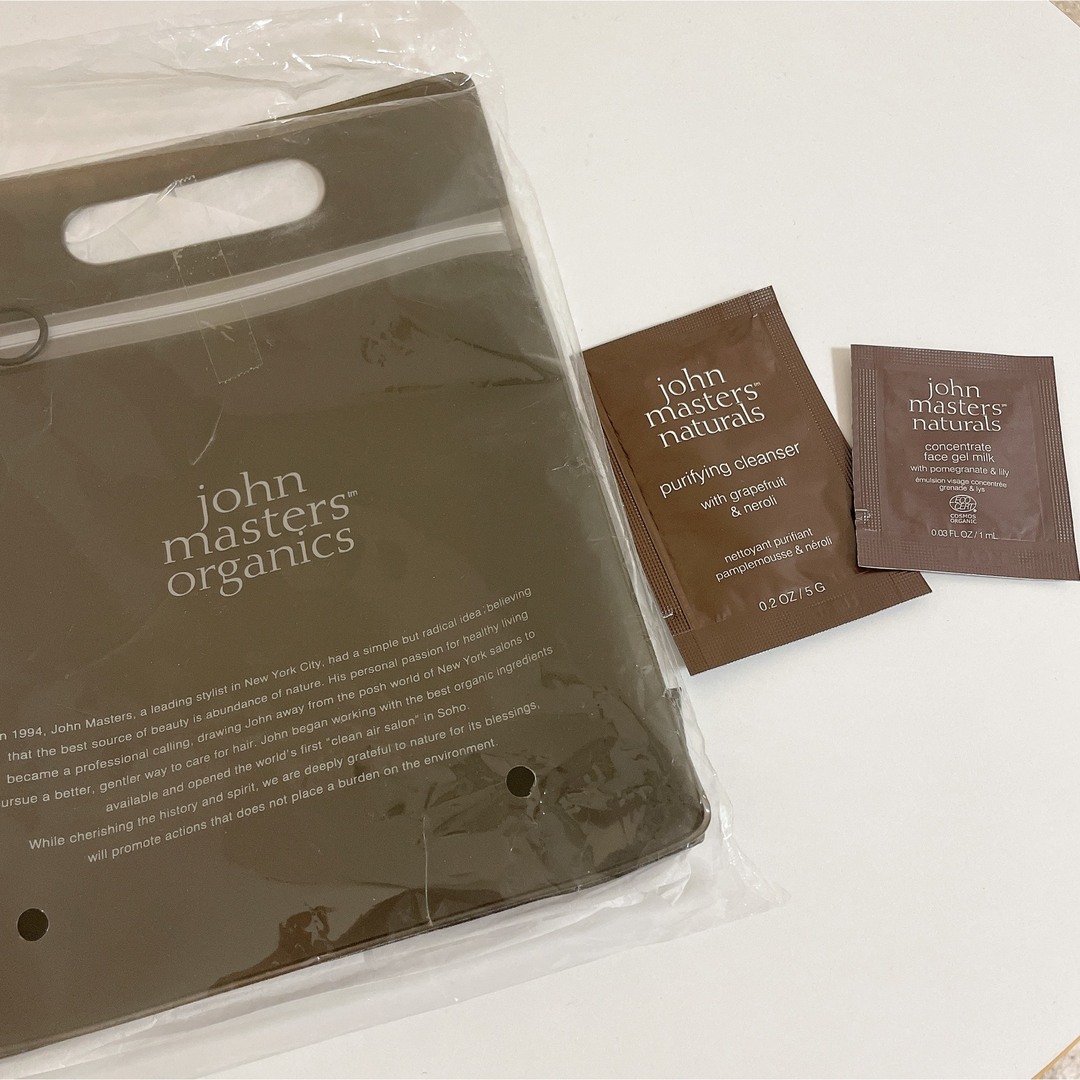 john
masters™
organics
n 1994, John Masters, a leading stylist in New York City, had a simple but radical idea ; believing
that the best source of beauty is abundance of nature. His personal passion for healthy living
became a professional calling, drawing John away from the posh world of New York salons to
ursue a better, gentler way to care for hair. John began working with the best organic ingredients
available and opened the world's first "clean air salon" in Soho.
While cherishing the history and spirit, we are deeply grateful to nature for its blessings,
will promote actions that does not place a burden on the environment.
john
masters℠
naturals
purifying cleanser
with grapefruit
& neroli
nettoyant purifiant
pamplemousse & néroli
0.2 OZ / 5 G
john
masters℠
naturals
concentrate
face gel milk
with pomegranate & lily
émulsion visage concentrée
grenade & lys
ECO
CERT
COSMOS
ORGANIC
0.03 FL OZ / 1 mL